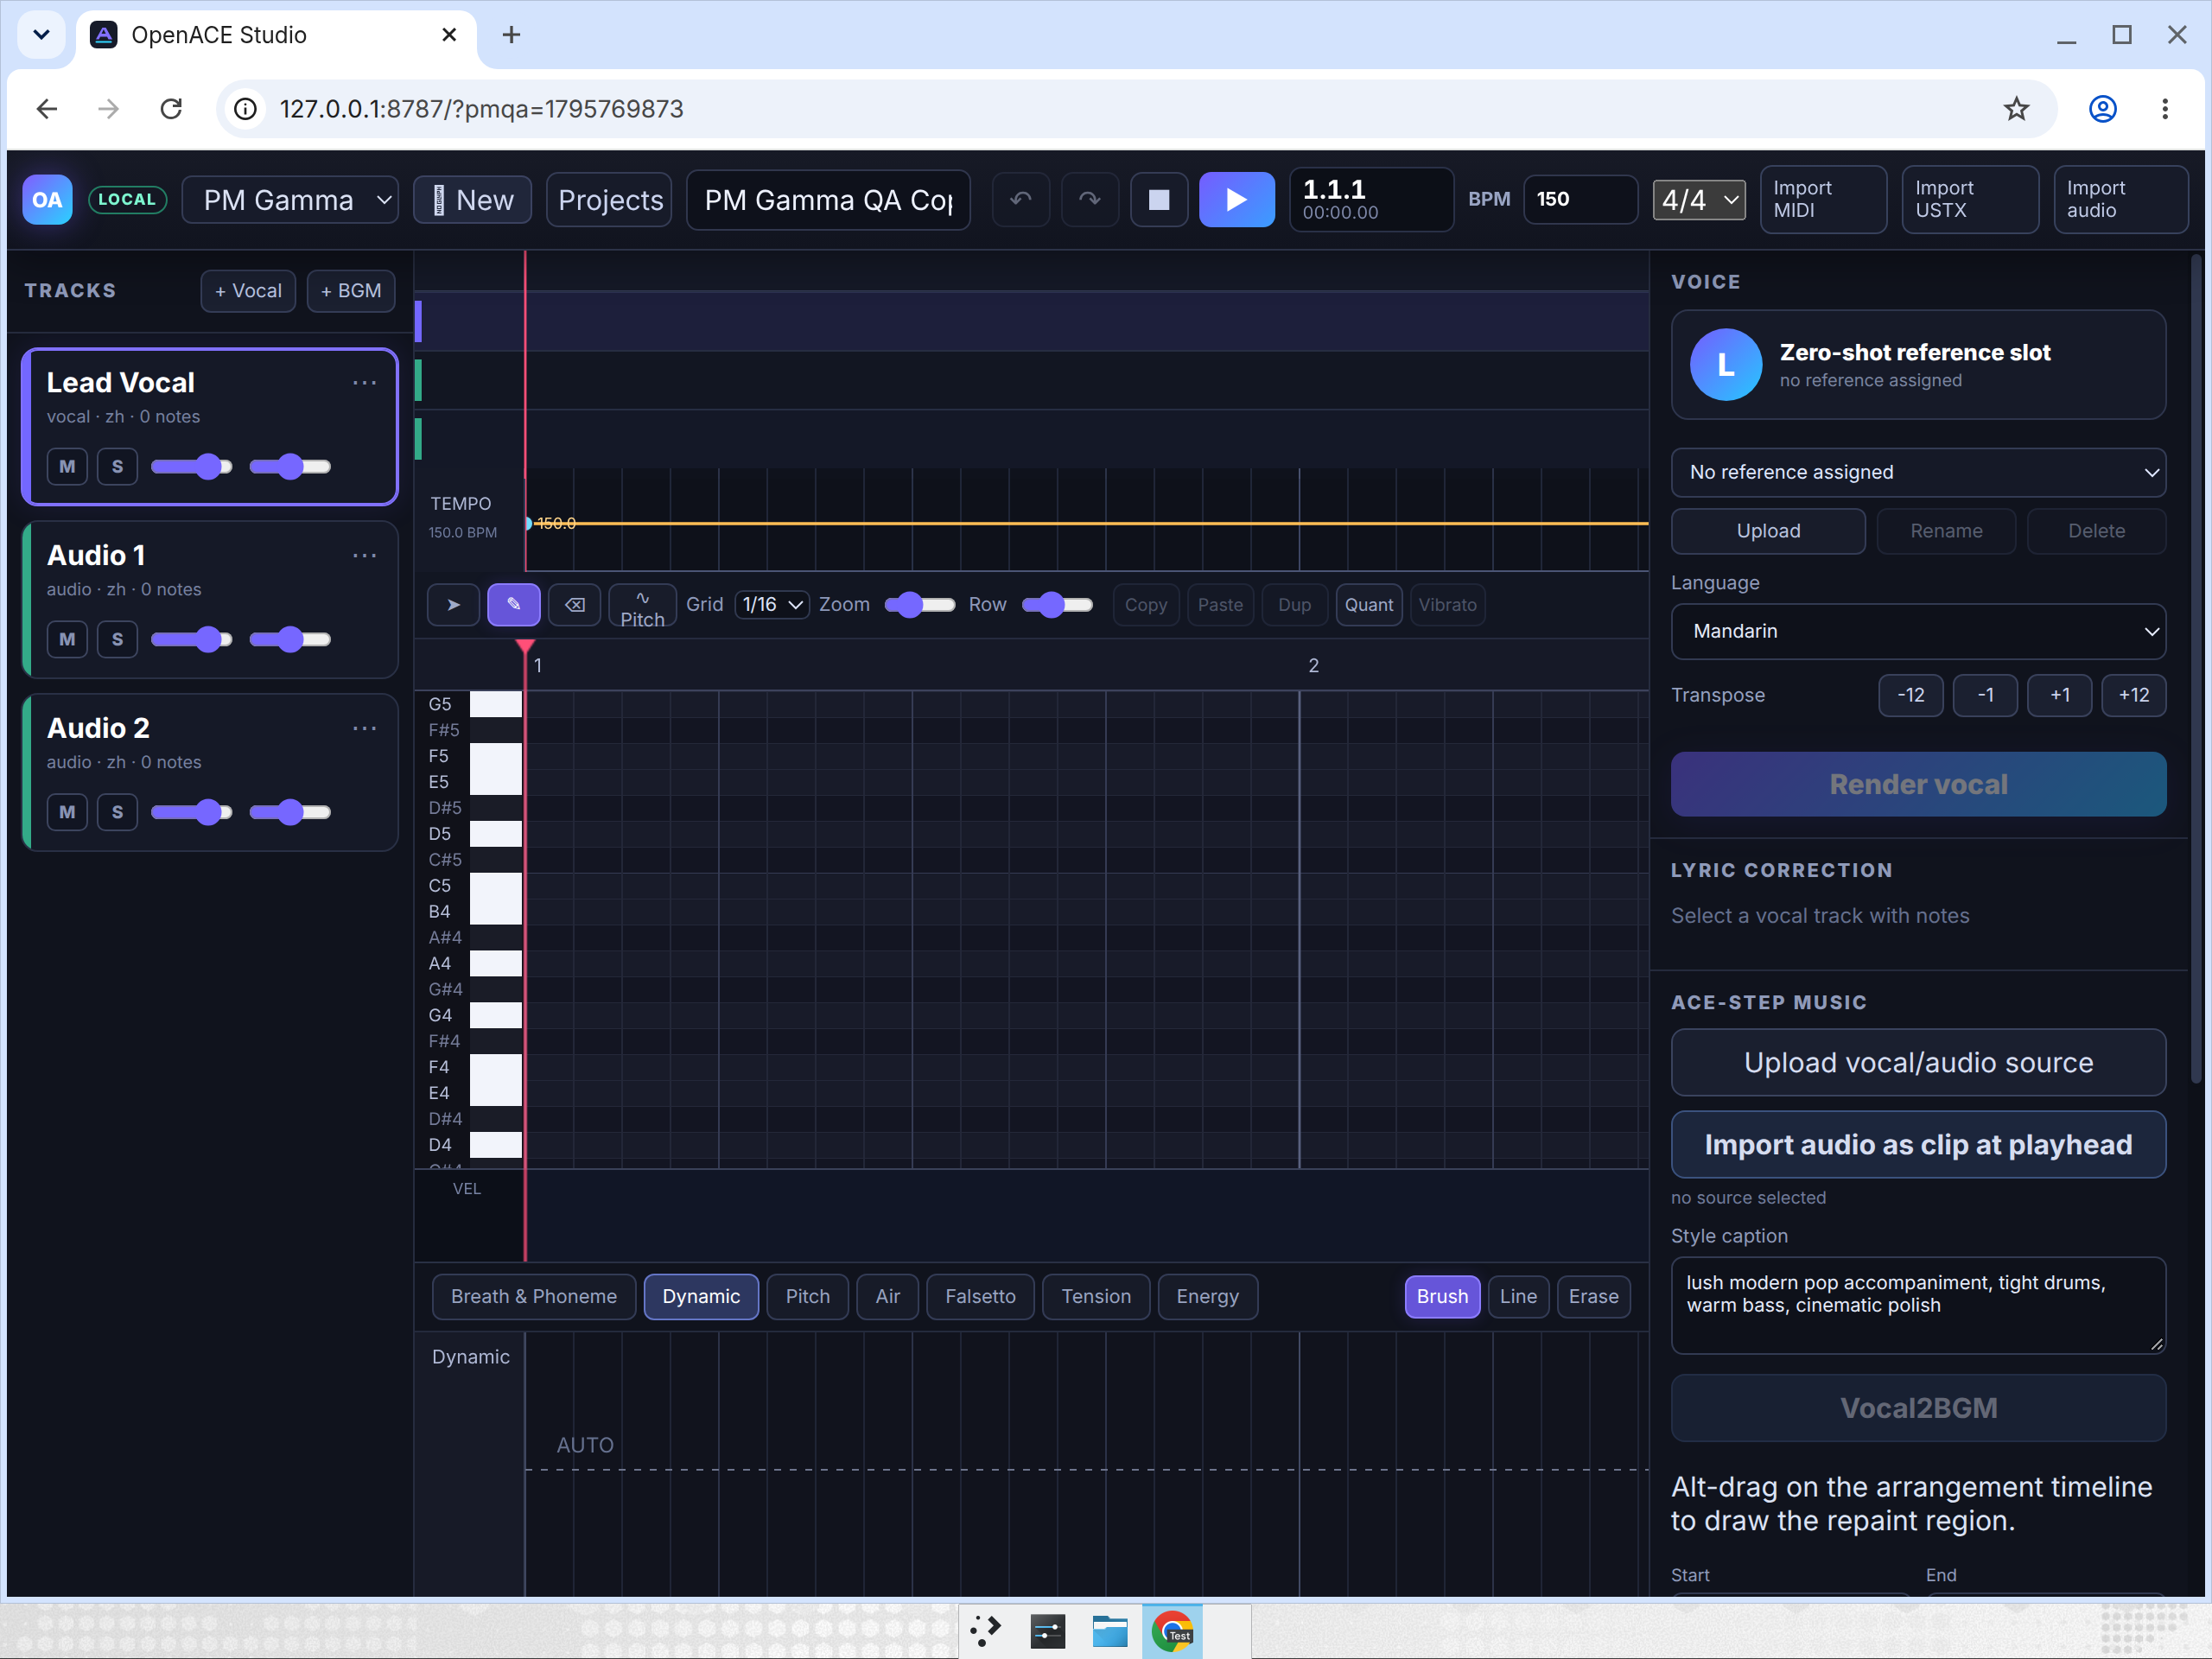 OpenACE Studio
127.0.0.1:8787/?pmqa=1795769873
OA
LOCAL
PM Gamma
New
Projects
PM Gamma QA Cop
1.1.1
00:00.00
BPM
150
4/4
Import
MIDI
Import
USTX
Import
audio
TRACKS
+ Vocal
+ BGM
Lead Vocal
vocal · zh · 0 notes
M
S
Audio 1
audio · zh · 0 notes
M
S
Audio 2
audio · zh · 0 notes
M
S
TEMPO
150.0 BPM
150.0
Pitch
Grid
1/16
Zoom
Row
Copy
Paste
Dup
Quant
Vibrato
1
2
G5
F#5
F5
E5
D#5
D5
C#5
C5
B4
A#4
A4
G#4
G4
F#4
F4
E4
D#4
D4
C#4
VEL
Breath & Phoneme
Dynamic
Pitch
Air
Falsetto
Tension
Energy
Brush
Line
Erase
Dynamic
AUTO
VOICE
L
Zero-shot reference slot
no reference assigned
No reference assigned
Upload
Rename
Delete
Language
Mandarin
Transpose
-12
-1
+1
+12
Render vocal
LYRIC CORRECTION
Select a vocal track with notes
ACE-STEP MUSIC
Upload vocal/audio source
Import audio as clip at playhead
no source selected
Style caption
lush modern pop accompaniment, tight drums,
warm bass, cinematic polish
Vocal2BGM
Alt-drag on the arrangement timeline
to draw the repaint region.
Start
End
Test